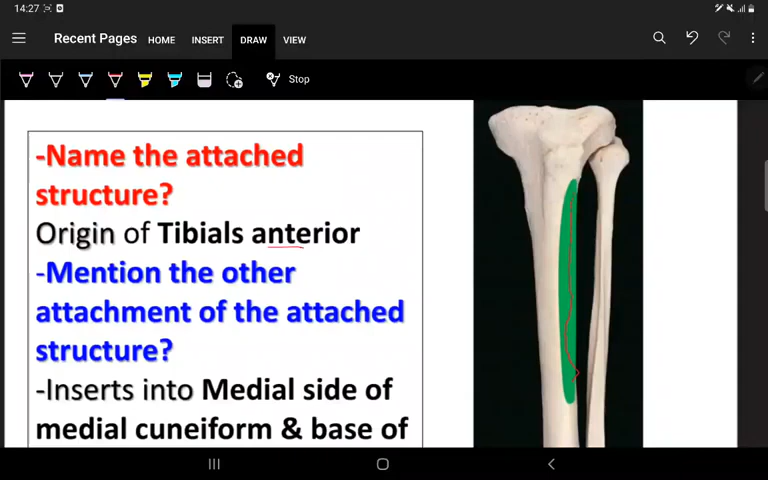 14:27
Recent Pages HOME INSERT DRAW VIEW
Stop
-Name the attached
structure?
Origin of Tibials anterior
-Mention the other
attachment of the attached
structure?
-Inserts into Medial side of
medial cuneiform & base of